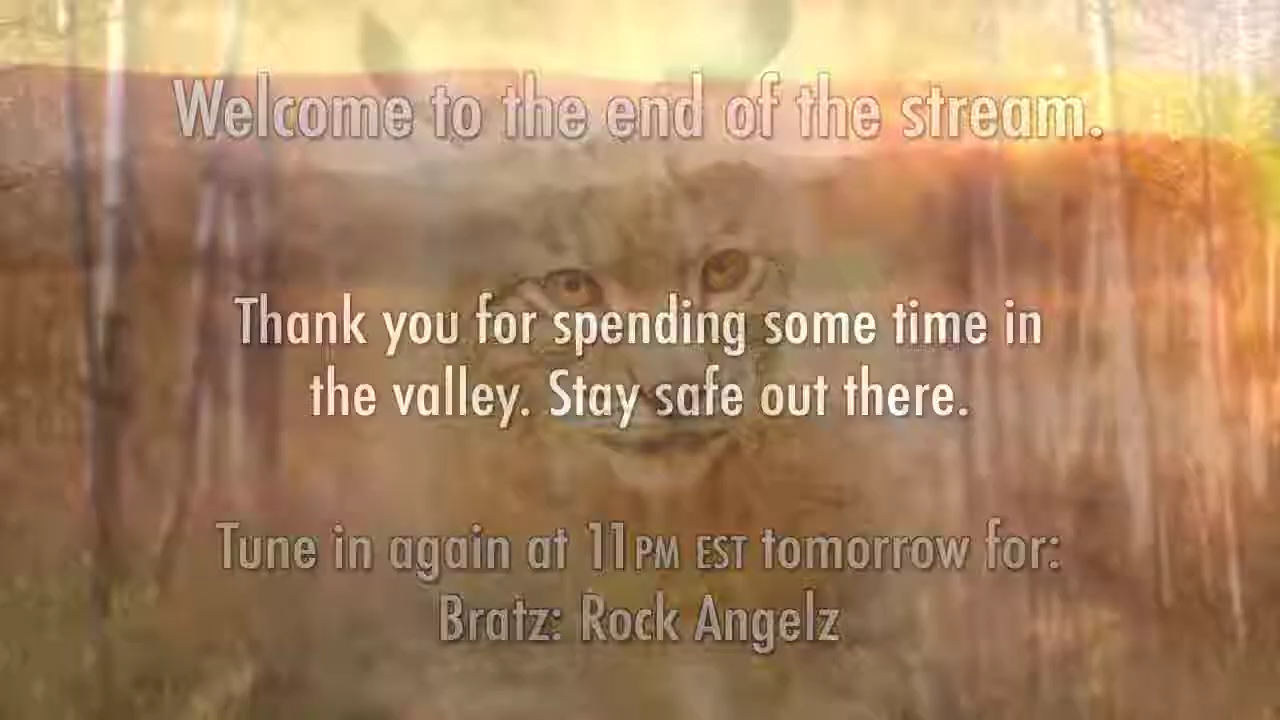 Welcome to the end of the stream.
Thank you for spending some time in
the valley. Stay safe out there.
Tune in again at 11PM EST tomorrow for:
Bratz: Rock Angelz